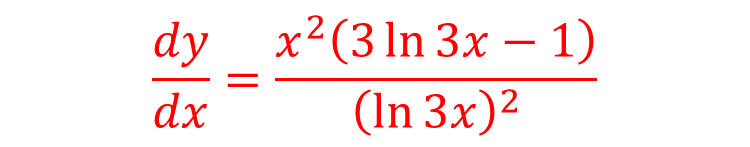 dy/dx = x²(3 ln 3x − 1)/(ln 3x)²